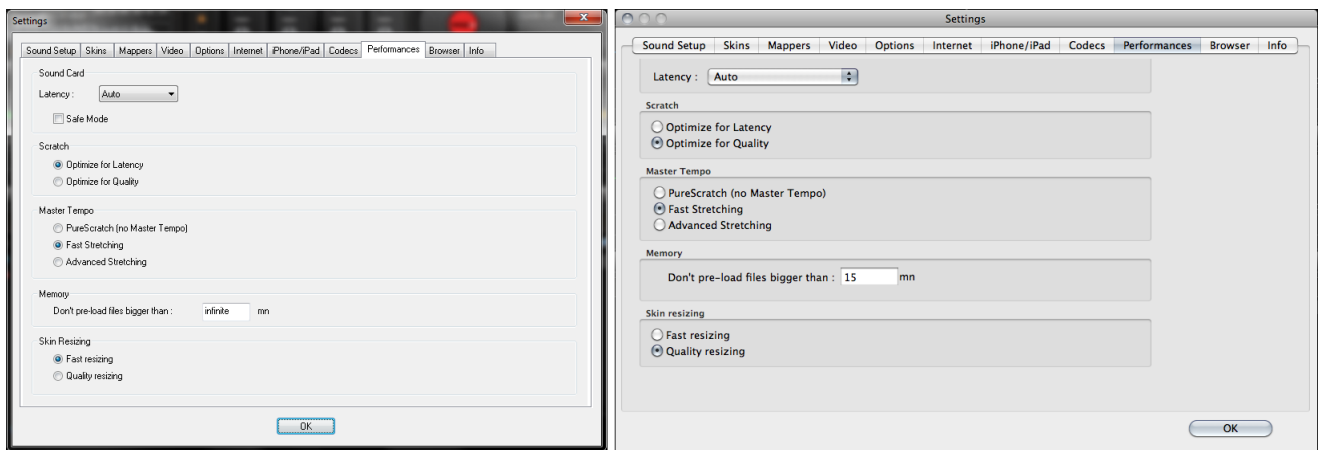 Settings
Sound Setup Skins Mappers Video Options Internet iPhone/iPad Codecs Performances Browser Info
Sound Card
Latency : Auto
Safe Mode
Scratch
Optimize for Latency
Optimize for Quality
Master Tempo
PureScratch (no Master Tempo)
Fast Stretching
Advanced Stretching
Memory
Don't pre-load files bigger than : infinite mn
Skin Resizing
Fast resizing
Quality resizing
OK
Settings
Sound Setup Skins Mappers Video Options Internet iPhone/iPad Codecs Performances Browser Info
Latency : Auto
Scratch
Optimize for Latency
Optimize for Quality
Master Tempo
PureScratch (no Master Tempo)
Fast Stretching
Advanced Stretching
Memory
Don't pre-load files bigger than : 15 mn
Skin resizing
Fast resizing
Quality resizing
OK